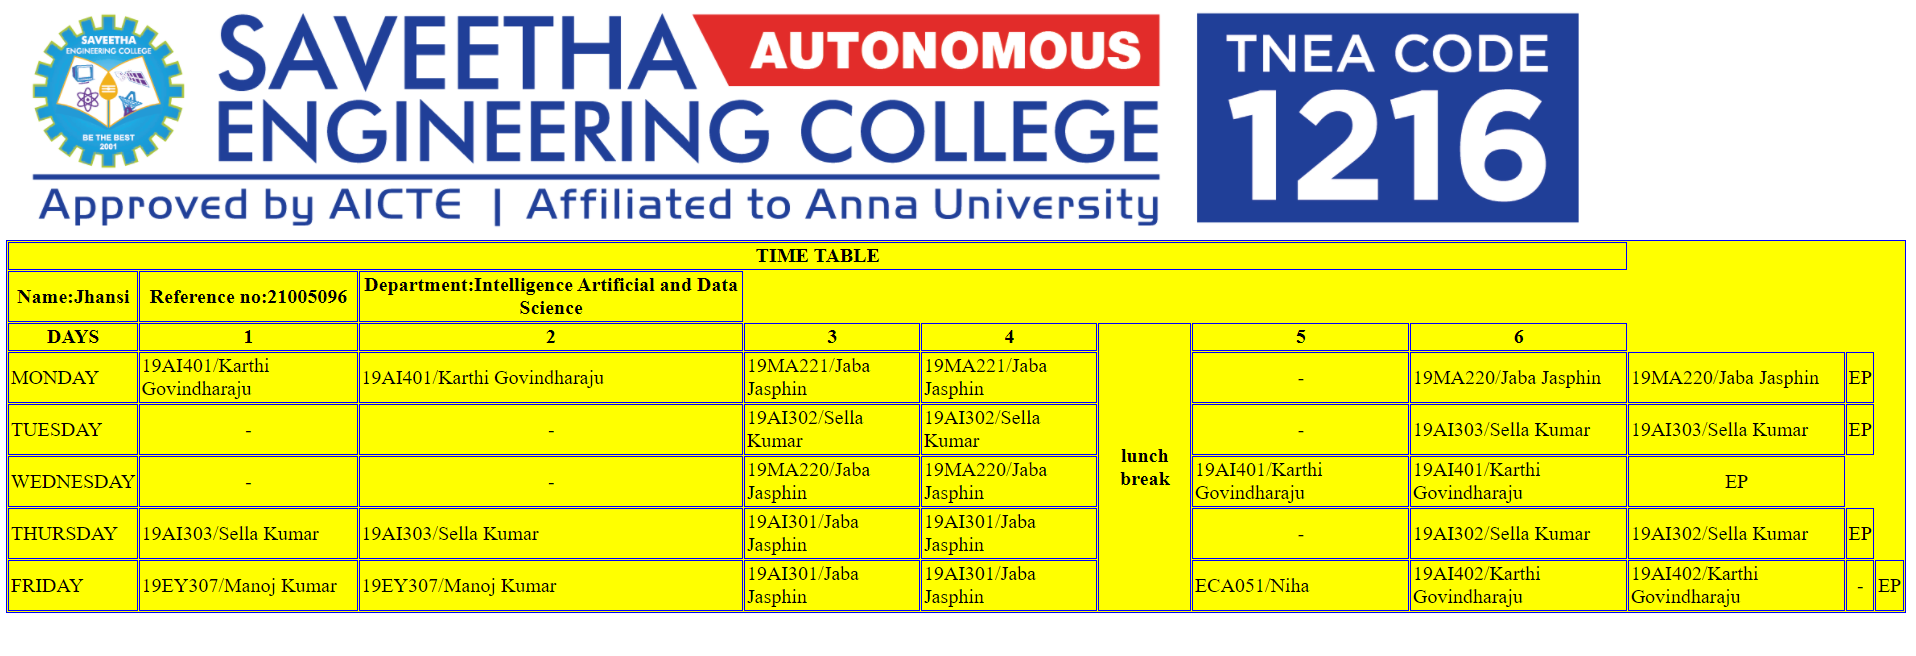 SAVEETHA
ENGINEERING COLLEGE
BE THE BEST
2001
SAVEETHA AUTONOMOUS
ENGINEERING COLLEGE
Approved by AICTE | Affiliated to Anna University
TNEA CODE
1216
TIME TABLE
Name:Jhansi Reference no:21005096 Department:Intelligence Artificial and Data Science
DAYS 1 2 3 4 lunch break 5 6
MONDAY 19AI401/Karthi Govindharaju 19AI401/Karthi Govindharaju 19MA221/Jaba Jasphin 19MA221/Jaba Jasphin - 19MA220/Jaba Jasphin 19MA220/Jaba Jasphin EP
TUESDAY - - 19AI302/Sella Kumar 19AI302/Sella Kumar - 19AI303/Sella Kumar 19AI303/Sella Kumar EP
WEDNESDAY - - 19MA220/Jaba Jasphin 19MA220/Jaba Jasphin 19AI401/Karthi Govindharaju 19AI401/Karthi Govindharaju EP
THURSDAY 19AI303/Sella Kumar 19AI303/Sella Kumar 19AI301/Jaba Jasphin 19AI301/Jaba Jasphin - 19AI302/Sella Kumar 19AI302/Sella Kumar EP
FRIDAY 19EY307/Manoj Kumar 19EY307/Manoj Kumar 19AI301/Jaba Jasphin 19AI301/Jaba Jasphin ECA051/Niha 19AI402/Karthi Govindharaju 19AI402/Karthi Govindharaju - EP